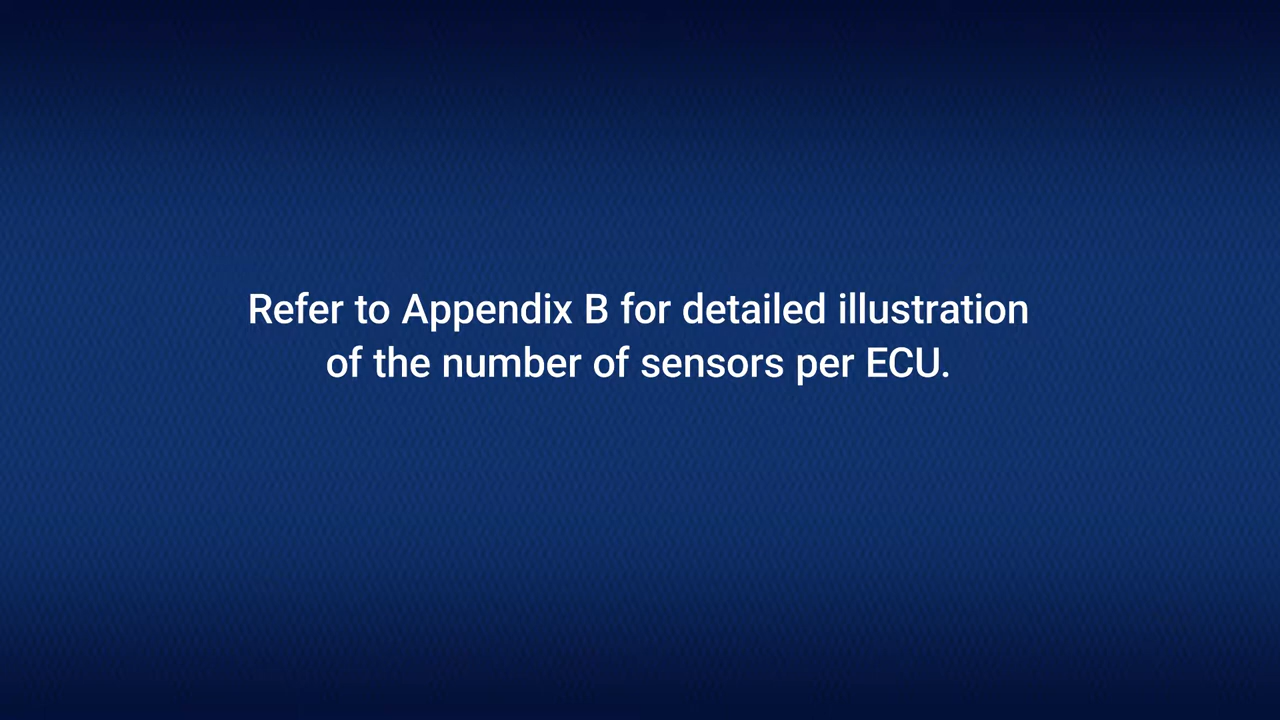 Refer to Appendix B for detailed illustration
of the number of sensors per ECU.